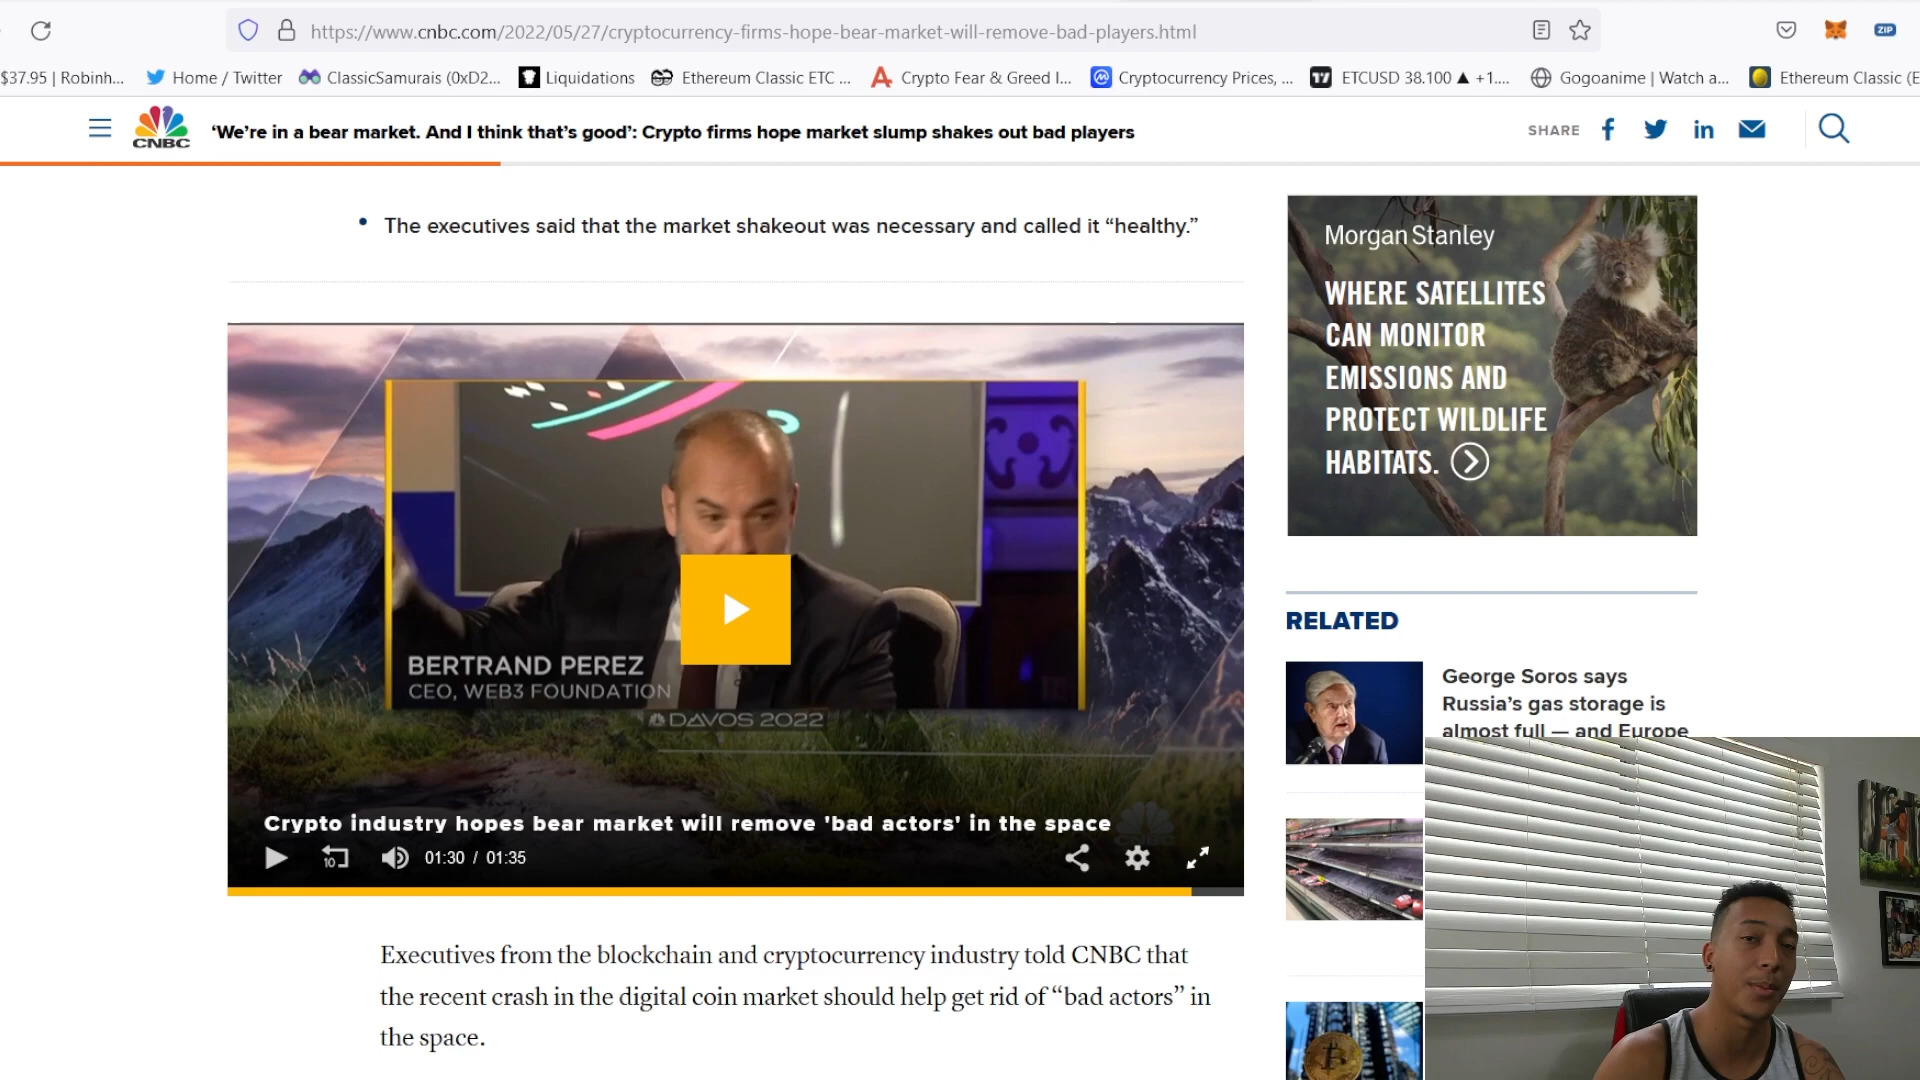 https://www.cnbc.com/2022/05/27/cryptocurrency-firms-hope-bear-market-will-remove-bad-players.html
ZIP
$37.95 | Robinh...
Home / Twitter
ClassicSamurais (0xD2...
Liquidations
Ethereum Classic ETC ...
Crypto Fear & Greed I...
Cryptocurrency Prices, ...
ETCUSD 38.100 ▲ +1....
Gogoanime | Watch a...
Ethereum Classic (E
CNBC
‘We’re in a bear market. And I think that’s good’: Crypto firms hope market slump shakes out bad players
SHARE
• The executives said that the market shakeout was necessary and called it “healthy.”
Morgan Stanley
WHERE SATELLITES
CAN MONITOR
EMISSIONS AND
PROTECT WILDLIFE
HABITATS.
BERTRAND PEREZ
CEO, WEB3 FOUNDATION
DAVOS 2022
Crypto industry hopes bear market will remove 'bad actors' in the space
10
01:30 / 01:35
RELATED
George Soros says
Russia’s gas storage is
almost full — and Europe
Executives from the blockchain and cryptocurrency industry told CNBC that
the recent crash in the digital coin market should help get rid of “bad actors” in
the space.